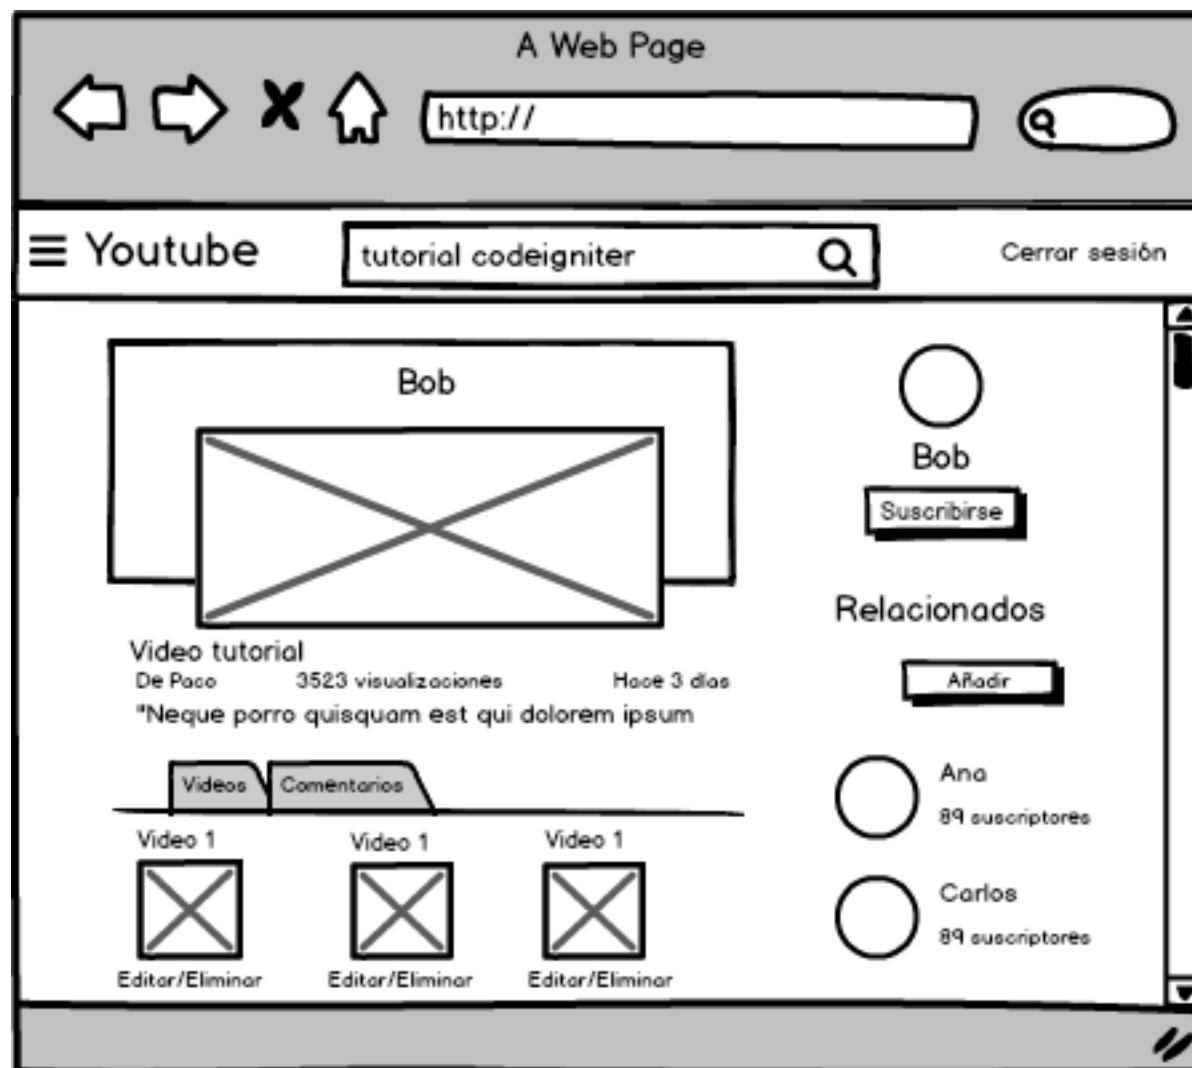 A Web Page
http://
Youtube
tutorial codeigniter
Cerrar sesión
Bob
Video tutorial
De Paco 3523 visualizaciones Hace 3 días
"Neque porro quisquam est qui dolorem ipsum
Videos Comentarios
Video 1 Video 1 Video 1
Editar/Eliminar Editar/Eliminar Editar/Eliminar
Bob
Suscribirse
Relacionados
Añadir
Ana
89 suscriptores
Carlos
89 suscriptores